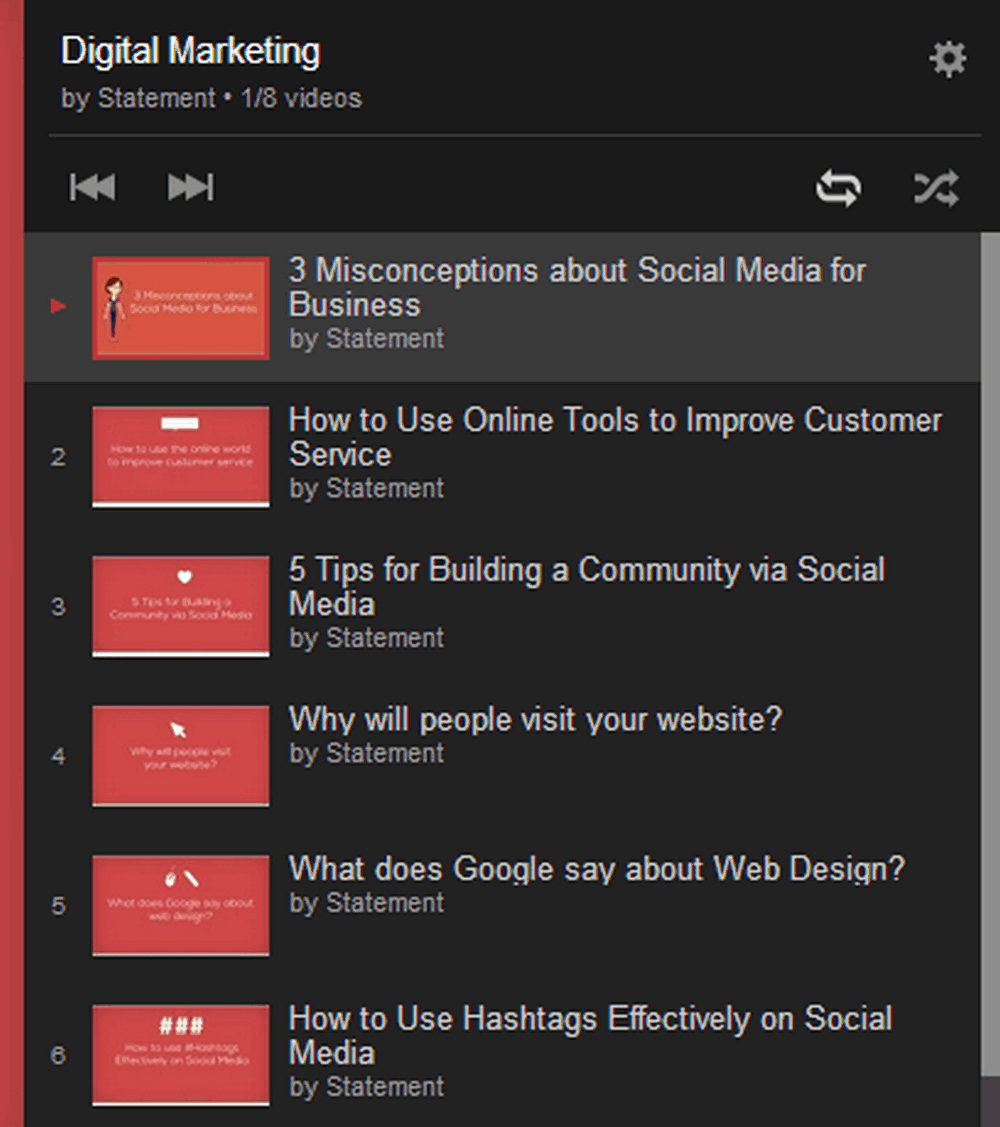 Digital Marketing
by Statement • 1/8 videos
3 Misconceptions about Social Media for
Business
by Statement
3 Misconceptions about
Social Media for Business
2
How to Use Online Tools to Improve Customer
Service
by Statement
How to use the online world
to improve customer service
3
5 Tips for Building a Community via Social
Media
by Statement
5 Tips for Building a
Community via Social Media
4
Why will people visit your website?
by Statement
Why will people visit
your website?
5
What does Google say about Web Design?
by Statement
What does Google say about
web design?
6
How to Use Hashtags Effectively on Social
Media
by Statement
###
How to use #Hashtags
Effectively on Social Media